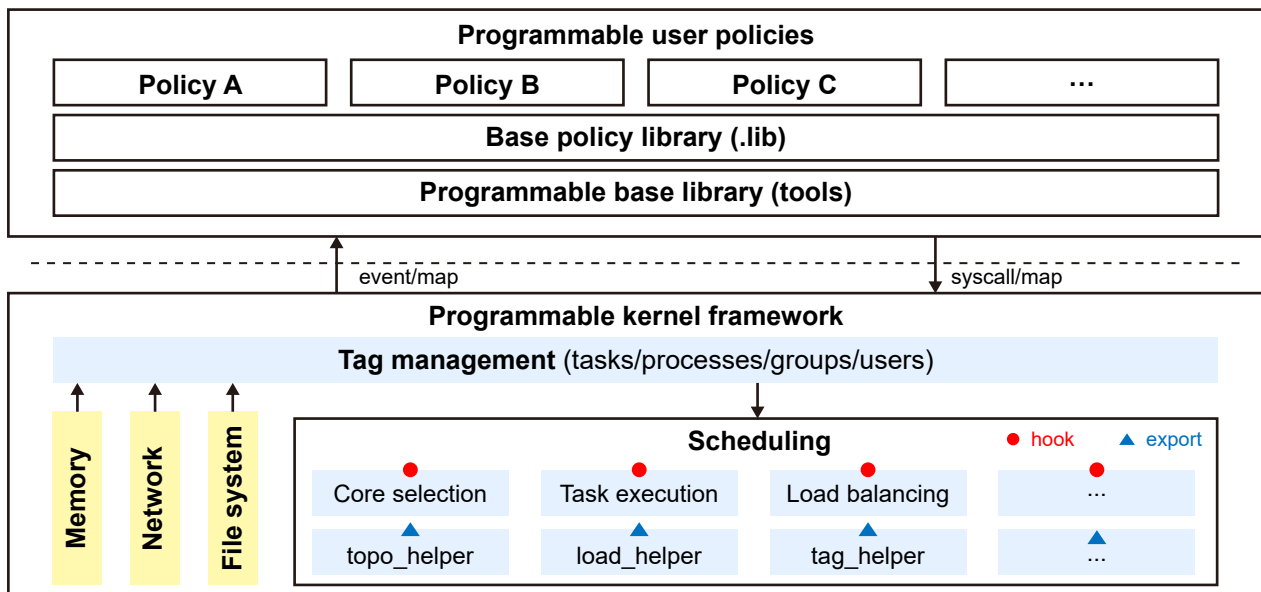 Programmable user policies
Policy A
Policy B
Policy C
...
Base policy library (.lib)
Programmable base library (tools)
event/map
syscall/map
Programmable kernel framework
Tag management (tasks/processes/groups/users)
Memory
Network
File system
Scheduling
hook
export
Core selection
Task execution
Load balancing
...
topo_helper
load_helper
tag_helper
...